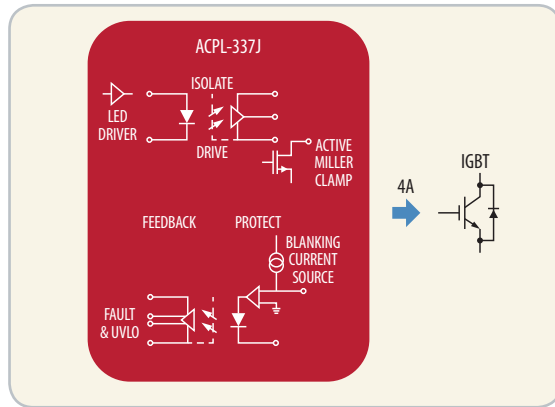 ACPL-337J
ISOLATE
LED
DRIVER
DRIVE
ACTIVE
MILLER
CLAMP
4A
IGBT
FEEDBACK
PROTECT
BLANKING
CURRENT
SOURCE
FAULT
& UVLO